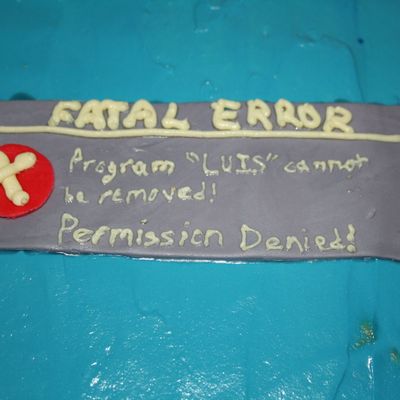 FATAL ERROR
Program "LUIS" cannot
be removed!
Permission Denied!